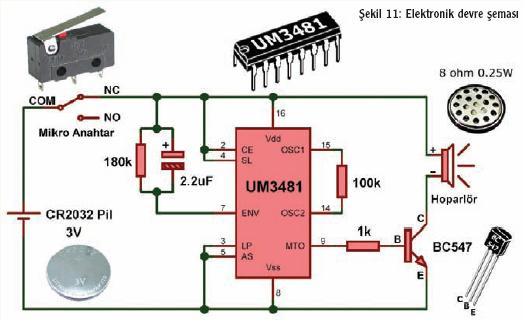 Şekil 11: Elektronik devre şeması
UM3481
8 ohm 0.25W
COM
NC
NO
Mikro Anahtar
16
Vdd
180k
+
2.2uF
2
4
CE
SL
OSC1
15
UM3481
100k
+
-
Hoparlör
CR2032 Pil
3V
7
ENV
OSC2
14
3V
3
5
LP
AS
MTO
9
1k
B
C
E
BC547
Vss
8
C
B
E